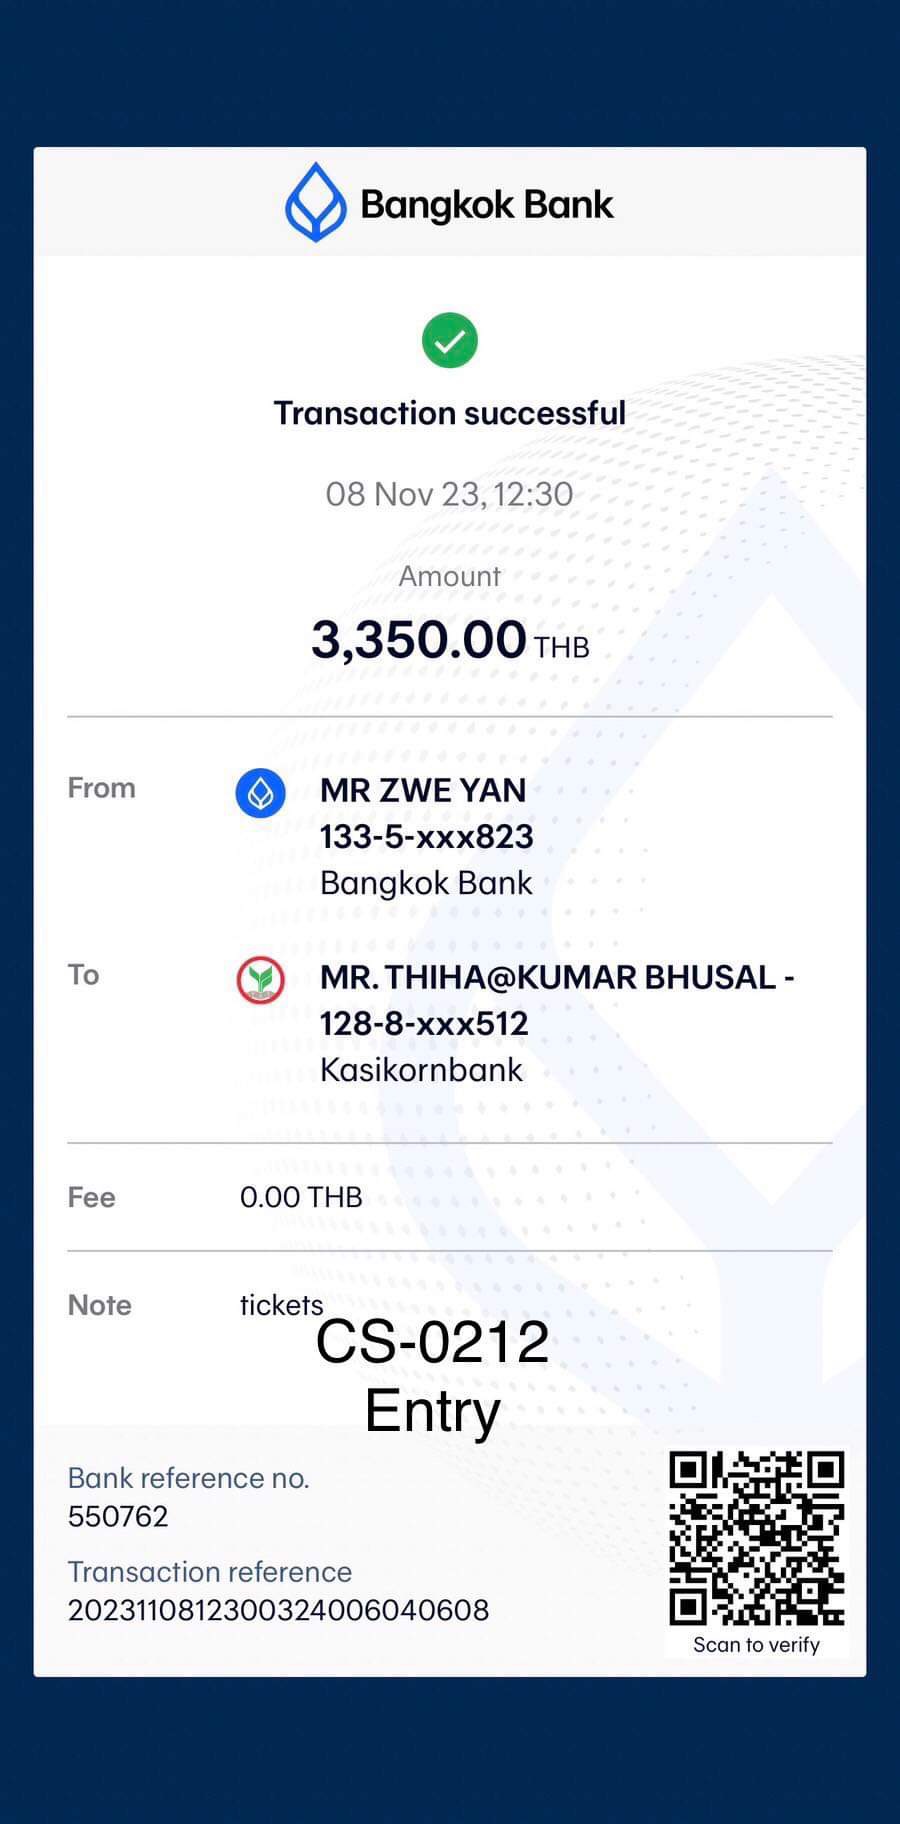 Bangkok Bank
Transaction successful
08 Nov 23, 12:30
Amount
3,350.00 THB
From
MR ZWE YAN
133-5-xxx823
Bangkok Bank
To
MR. THIHA@KUMAR BHUSAL -
128-8-xxx512
Kasikornbank
Fee 0.00 THB
Note tickets
CS-0212
Entry
Bank reference no.
550762
Transaction reference
2023110812300324006040608
Scan to verify